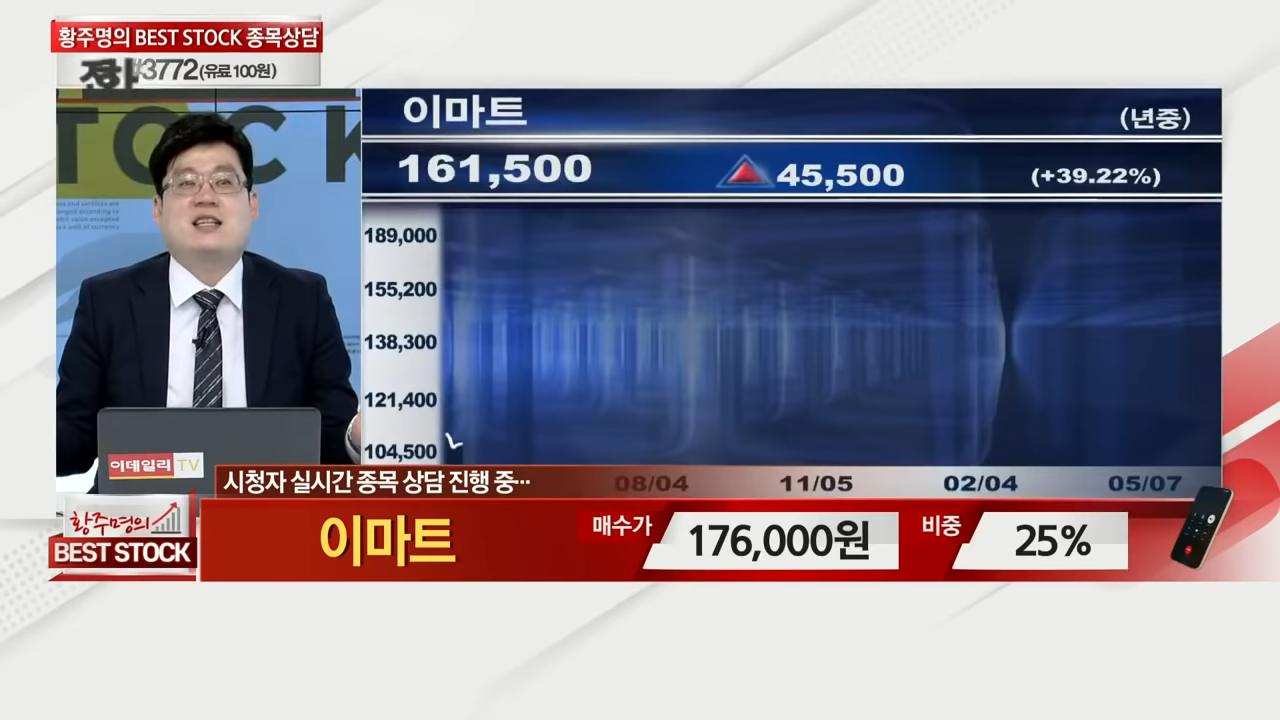 황주명의 BEST STOCK 종목상담
#3772(유료100원)
STOCK
이마트
(년중)
161,500
45,500
(+39.22%)
189,000
155,200
138,300
121,400
104,500
08/04
11/05
02/04
05/07
이데일리 TV
시청자 실시간 종목 상담 진행 중...
황주명의
BEST STOCK
이마트
매수가
176,000원
비중
25%